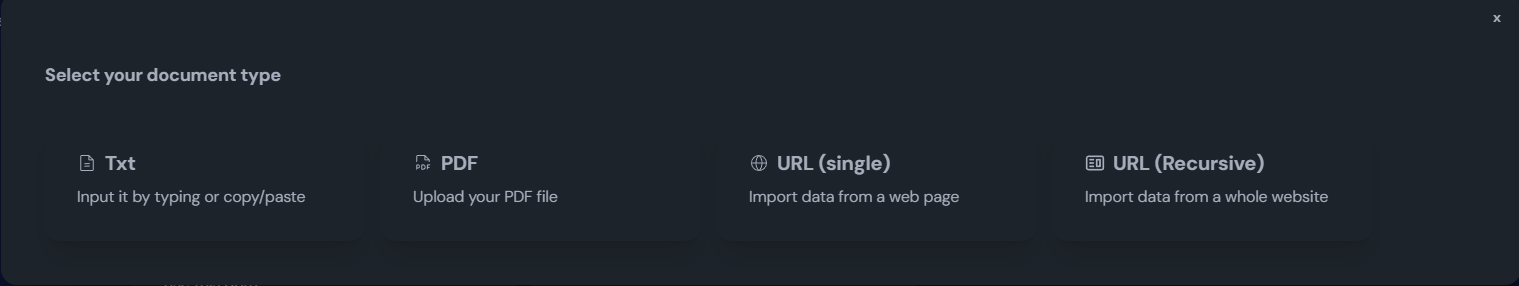 x
Select your document type
Txt
Input it by typing or copy/paste
PDF
Upload your PDF file
URL (single)
Import data from a web page
URL (Recursive)
Import data from a whole website